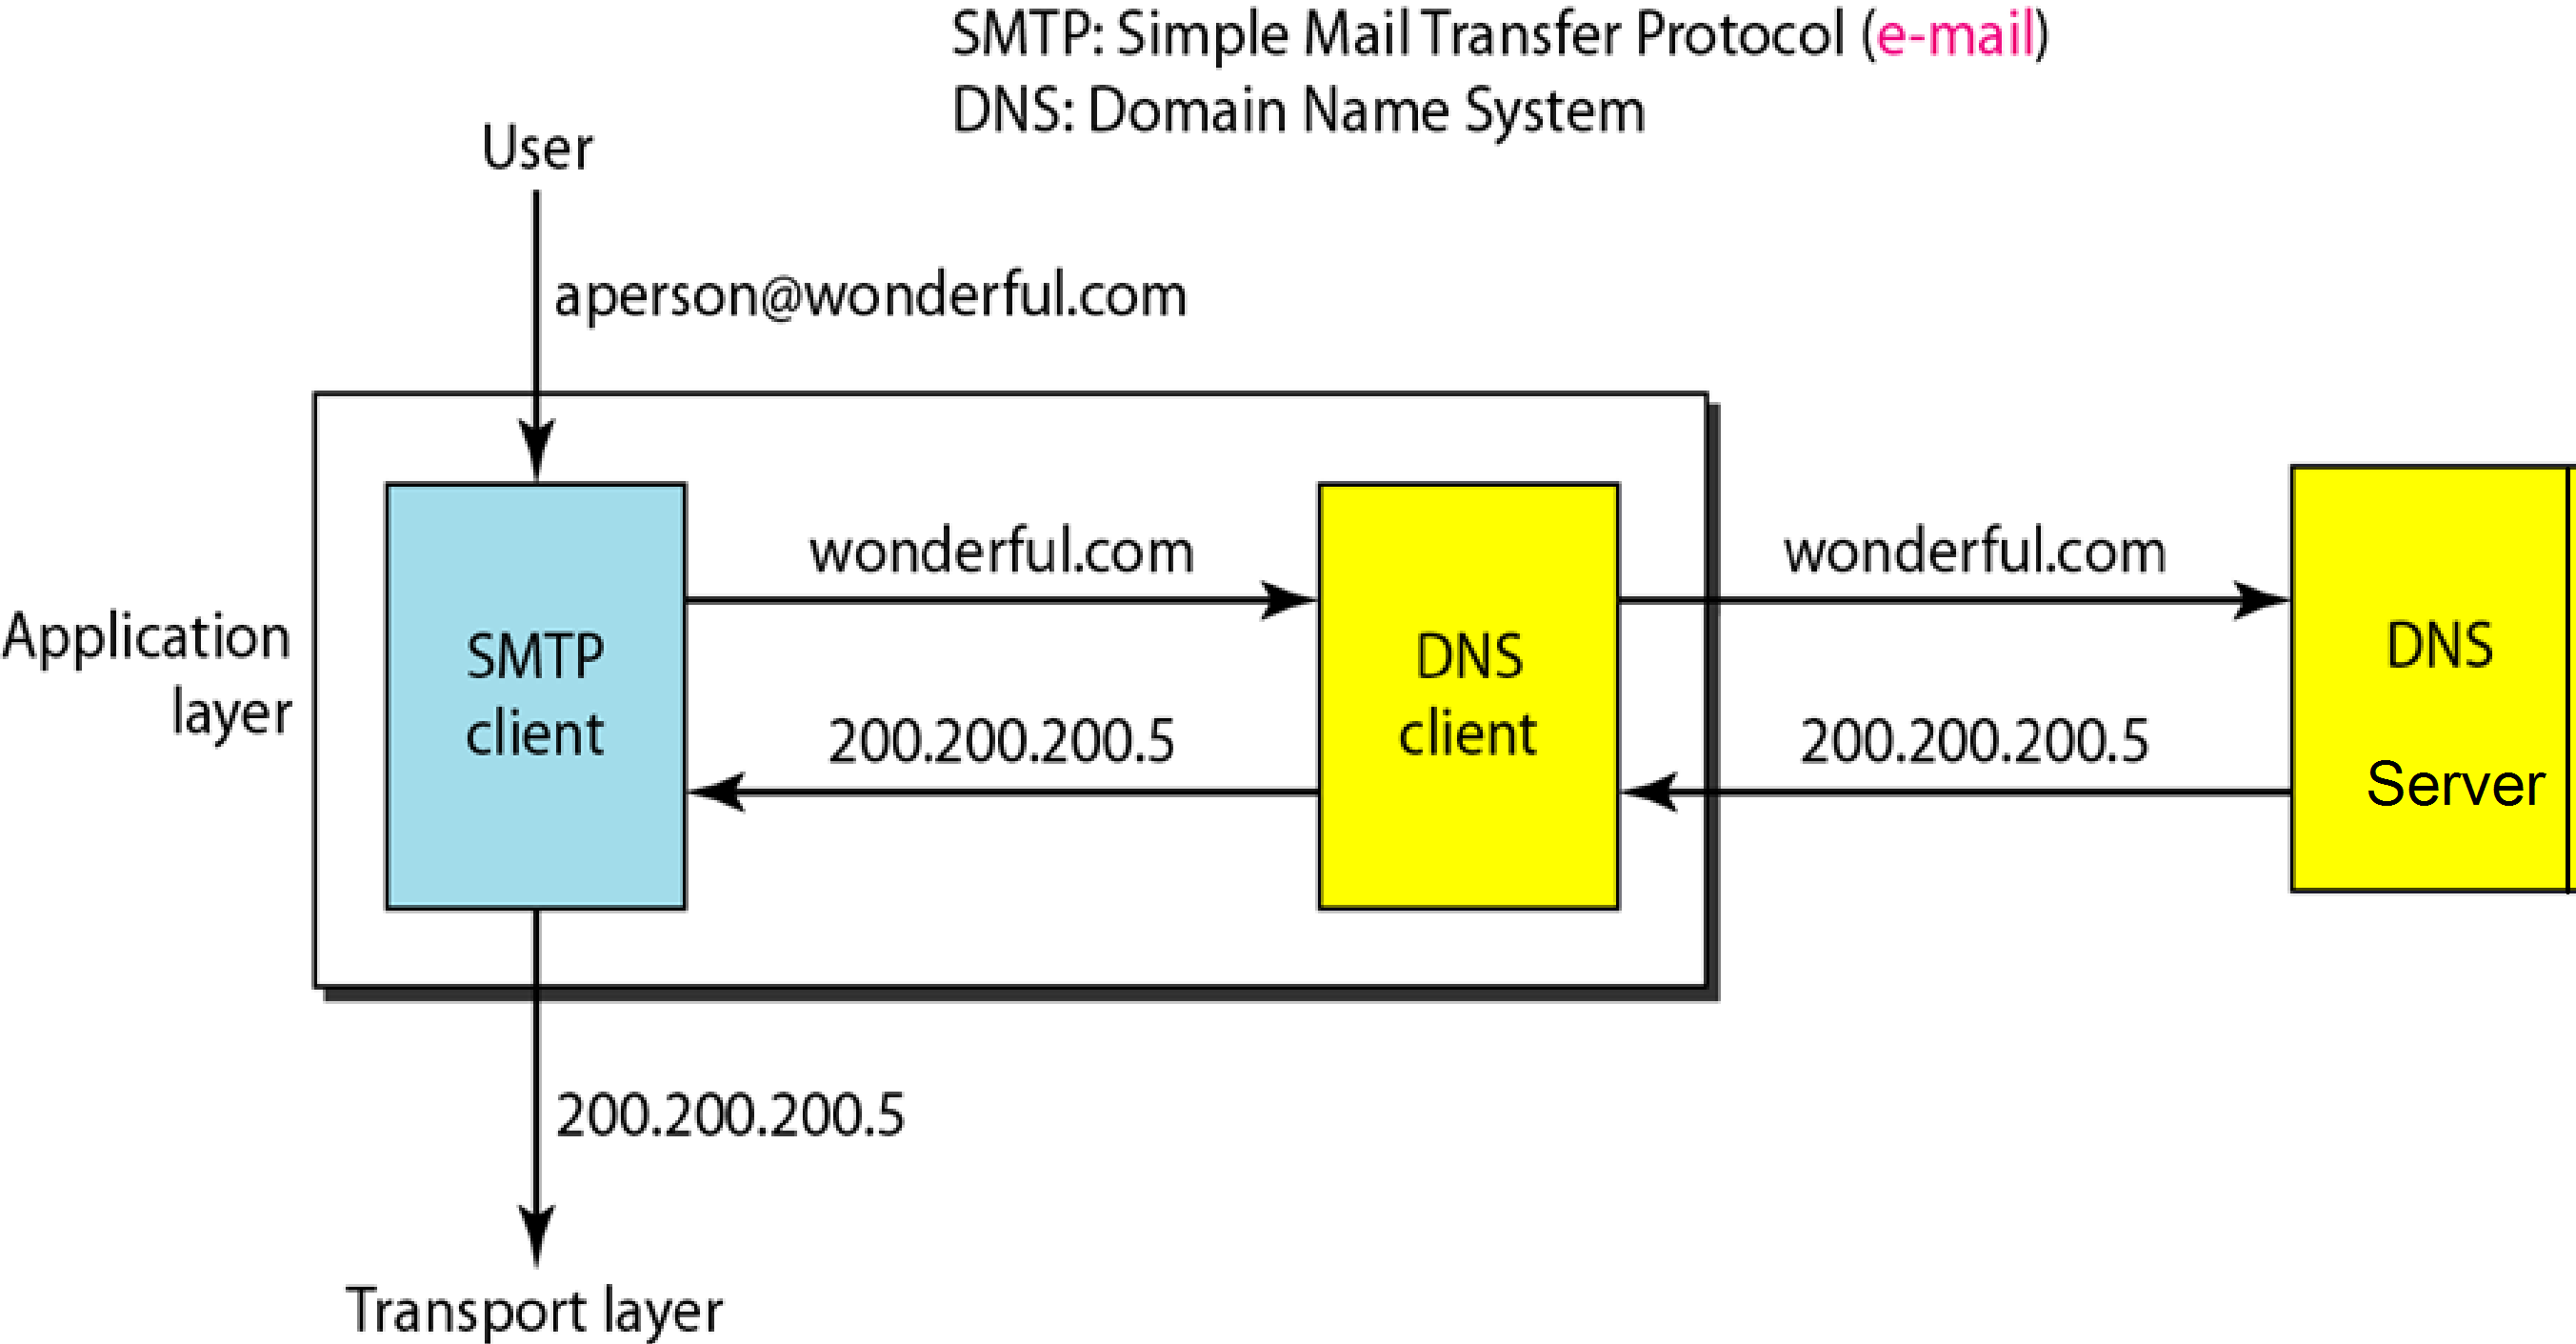 SMTP: Simple Mail Transfer Protocol (e-mail)
DNS: Domain Name System
User
aperson@wonderful.com
Application
layer
SMTP
client
wonderful.com
200.200.200.5
DNS
client
wonderful.com
200.200.200.5
DNS
Server
200.200.200.5
Transport layer